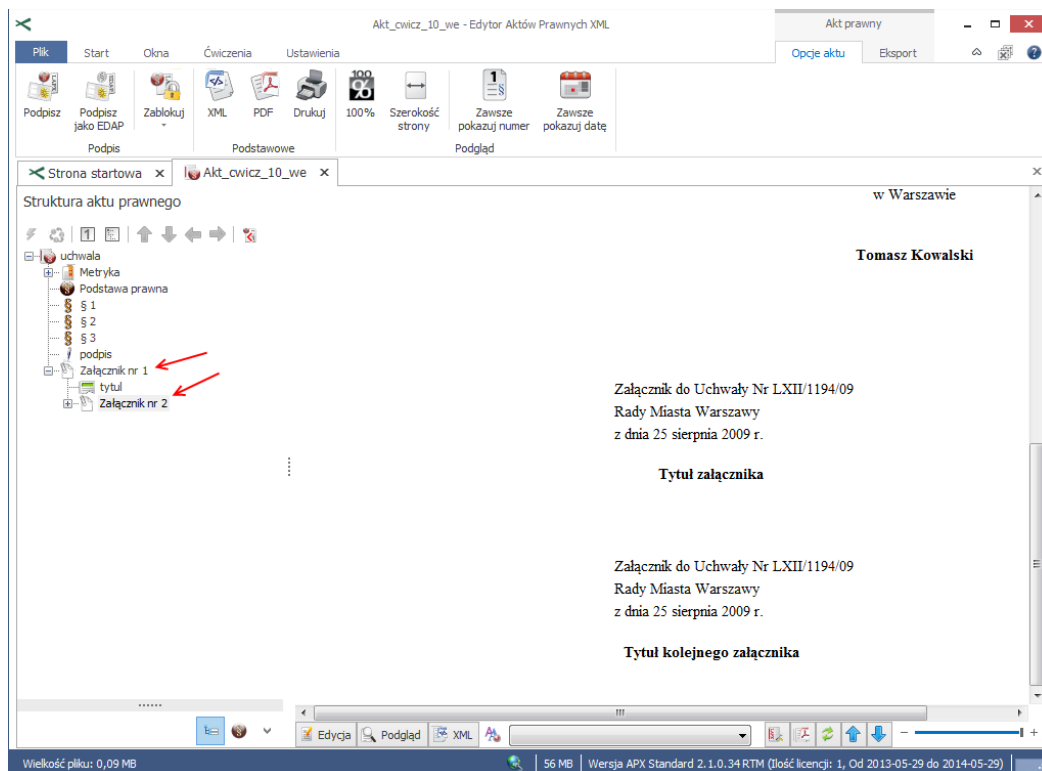 Akt_cwicz_10_we - Edytor Aktów Prawnych XML
Akt prawny
Plik Start Okna Ćwiczenia Ustawienia Opcje aktu Eksport
Podpisz
Podpisz jako EDAP
Zablokuj
XML
PDF
Drukuj
100%
Szerokość strony
Zawsze pokazuj numer
Zawsze pokazuj datę
Podpis Podstawowe Podgląd
Strona startowa x Akt_cwicz_10_we x
Struktura aktu prawnego
uchwala
Metryka
Podstawa prawna
§ 1
§ 2
§ 3
podpis
Załącznik nr 1
tytul
Załącznik nr 2
w Warszawie
Tomasz Kowalski
Załącznik do Uchwały Nr LXII/1194/09
Rady Miasta Warszawy
z dnia 25 sierpnia 2009 r.
Tytuł załącznika
Załącznik do Uchwały Nr LXII/1194/09
Rady Miasta Warszawy
z dnia 25 sierpnia 2009 r.
Tytuł kolejnego załącznika
Edycja Podgląd XML
Wielkość pliku: 0,09 MB 56 MB Wersja APX Standard 2.1.0.34 RTM (Ilość licencji: 1, Od 2013-05-29 do 2014-05-29)